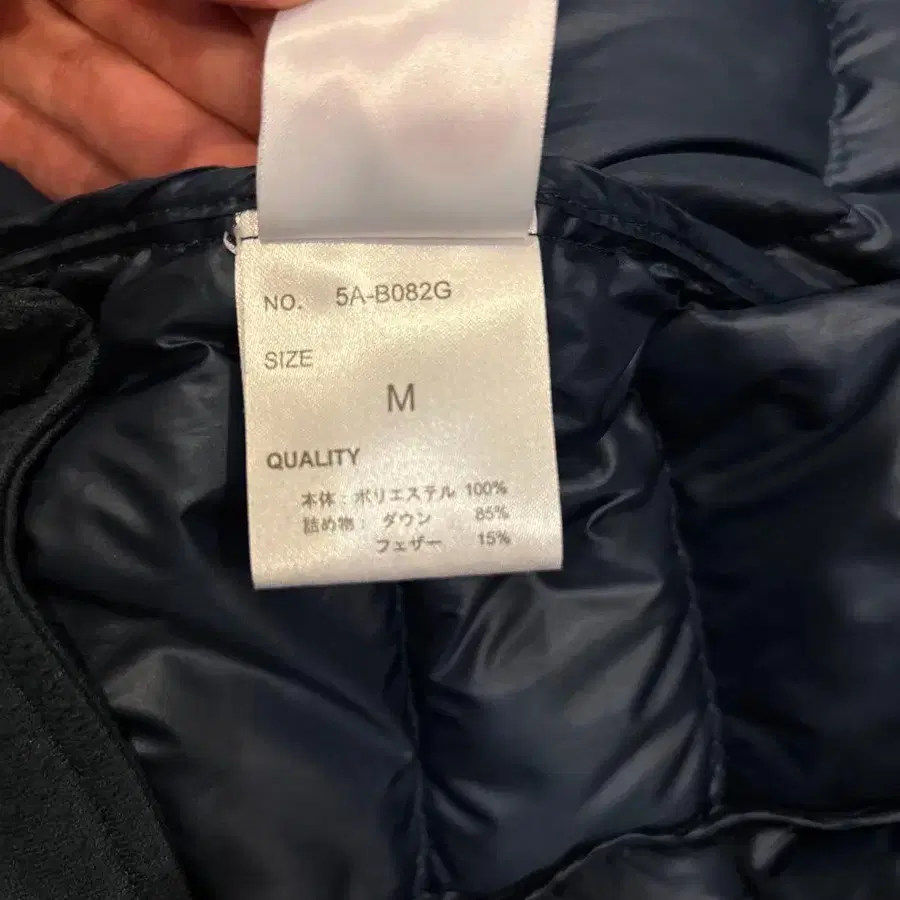 NO. 5A-B082G
SIZE
M
QUALITY
本体：ポリエステル 100%
詰め物：ダウン 85%
フェザー 15%